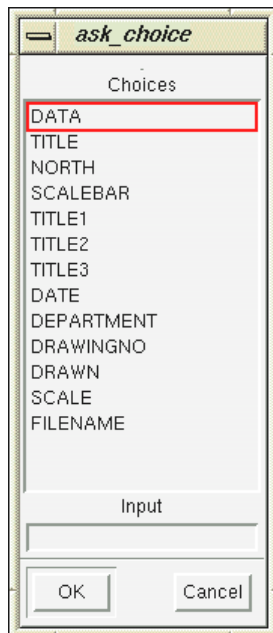 ask_choice
Choices
DATA
TITLE
NORTH
SCALEBAR
TITLE1
TITLE2
TITLE3
DATE
DEPARTMENT
DRAWINGNO
DRAWN
SCALE
FILENAME
Input
OK Cancel